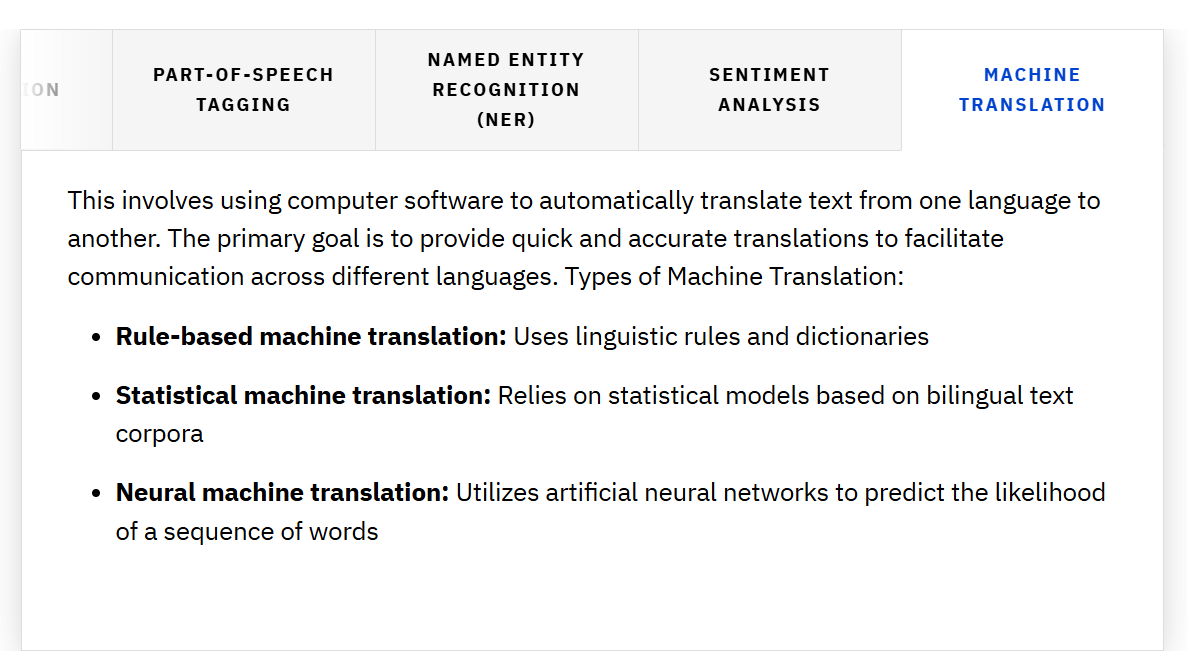 PART-OF-SPEECH
TAGGING
NAMED ENTITY
RECOGNITION
(NER)
SENTIMENT
ANALYSIS
MACHINE
TRANSLATION
This involves using computer software to automatically translate text from one language to
another. The primary goal is to provide quick and accurate translations to facilitate
communication across different languages. Types of Machine Translation:
• Rule-based machine translation: Uses linguistic rules and dictionaries
• Statistical machine translation: Relies on statistical models based on bilingual text
corpora
• Neural machine translation: Utilizes artificial neural networks to predict the likelihood
of a sequence of words